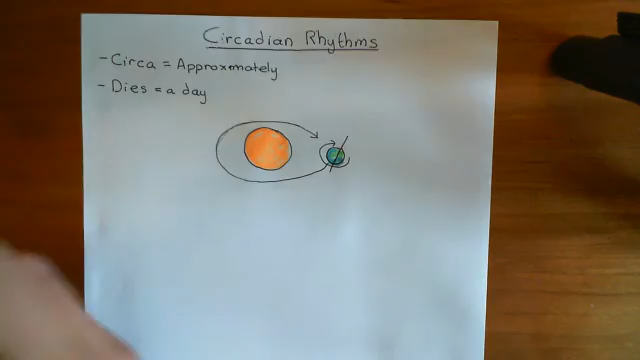 Circadian Rhythms
- Circa = Approximately
- Dies = a day